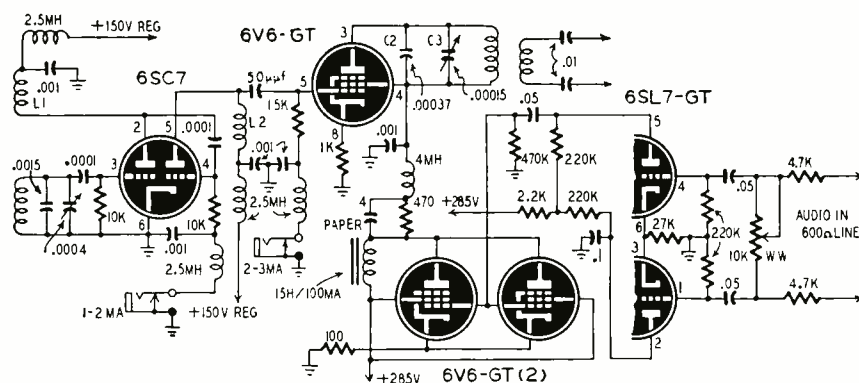 2.5MH
+150V REG
.001
L1
6SC7
2
5
.0001
50µµf
L2
15K
5
6V6-GT
3
C2
C3
4
.00037
.00015
.01
8
1K
.001
.001
.0015
.0001
3
4
10K
10K
6
.001
.0004
2.5MH
2.5MH
1-2 MA
2-3MA
+150V REG
4MH
4
470
PAPER
15H/100MA
100
+285V
6V6-GT(2)
+285V
2.2K
220K
.1
.05
470K
220K
6SL7-GT
5
4
6
3
1
2
27K
220K
.05
.05
10K
WW
4.7K
4.7K
AUDIO IN
600Ω LINE